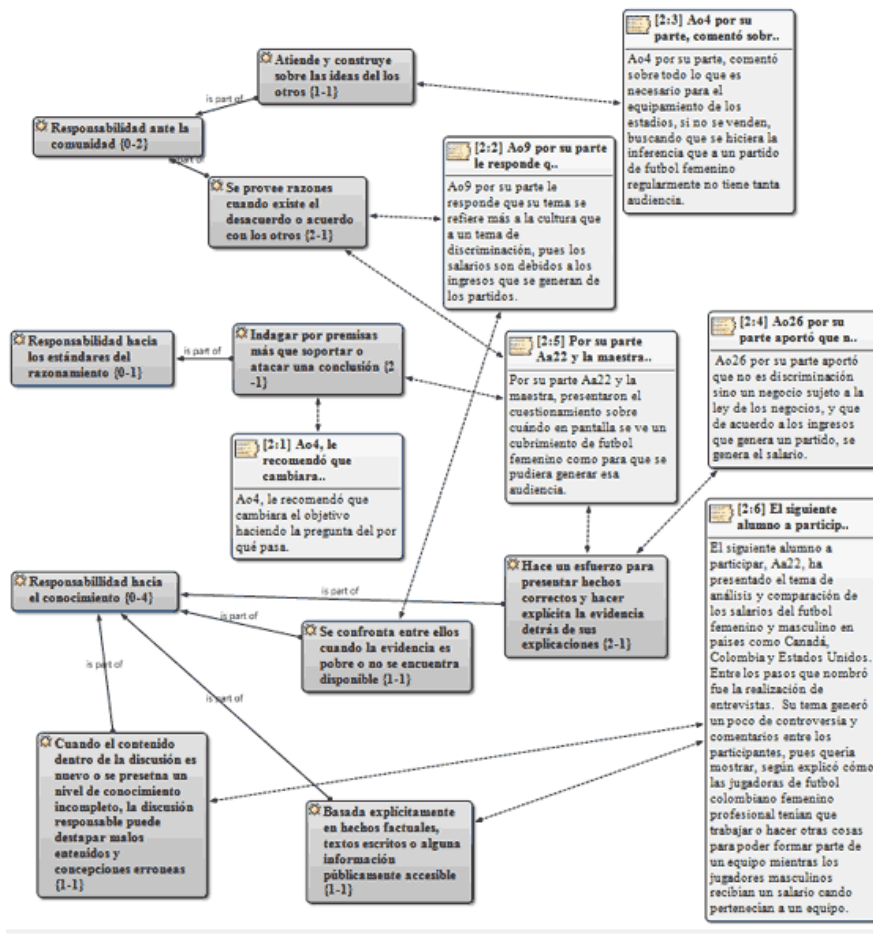 [2:3] Ao4 por su
parte, comentó sobr..
Ao4 por su parte, comentó
sobre todo lo que es
necesario para el
equipamiento de los
estadios, si no se venden,
buscando que se hiciera la
inferencia que a un partido
de futbol femenino
regularmente no tiene tanta
audiencia.
Atiende y construye
sobre las ideas del los
otros {1-1}
is part of
Responsabilidad ante la
comunidad {0-2}
is part of
Se provee razones
cuando existe el
desacuerdo o acuerdo
con los otros {2-1}
[2:2] Ao9 por su parte
le responde q..
Ao9 por su parte le
responde que su tema se
refiere más a la cultura que
a un tema de
discriminación, pues los
salarios son debidos a los
ingresos que se generan de
los partidos.
Responsabilidad hacia
los estándares del
razonamiento {0-1}
is part of
Indagar por premisas
más que soportar o
atacar una conclusión {2
-1}
[2:5] Por su parte
Aa22 y la maestra..
Por su parte Aa22 y la
maestra, presentaron el
cuestionamiento sobre
cuándo en pantalla se ve un
cubrimiento de futbol
femenino como para que se
pudiera generar esa
audiencia.
[2:4] Ao26 por su
parte aportó que n..
Ao26 por su parte aportó
que no es discriminación
sino un negocio sujeto a la
ley de los negocios, y que
de acuerdo a los ingresos
que genera un partido, se
genera el salario.
[2:1] Ao4, le
recomendó que
cambiara..
Ao4, le recomendó que
cambiara el objetivo
haciendo la pregunta del por
qué pasa.
[2:6] El siguiente
alumno a particip..
El siguiente alumno a
participar, Aa22, ha
presentado el tema de
análisis y comparación de
los salarios del futbol
femenino y masculino en
países como Canadá,
Colombia y Estados Unidos.
Entre los pasos que nombró
fue la realización de
entrevistas. Su tema generó
un poco de controversia y
comentarios entre los
participantes, pues quería
mostrar, según explicó cómo
las jugadoras de futbol
colombiano femenino
profesional tenían que
trabajar o hacer otras cosas
para poder formar parte de
un equipo mientras los
jugadores masculinos
recibían un salario cando
pertenecían a un equipo.
Responsabillidad hacia
el conocimiento {0-4}
is part of
Hace un esfuerzo para
presentar hechos
correctos y hacer
explícita la evidencia
detrás de sus
explicaciones {2-1}
is part of
Se confronta entre ellos
cuando la evidencia es
pobre o no se encuentra
disponible {1-1}
is part of
is part of
Cuando el contenido
dentro de la discusión es
nuevo o se presetna un
nivel de conocimiento
incompleto, la discusión
responsable puede
destapar malos
entenidos y
concepciones erroneas
{1-1}
Basada explícitamente
en hechos factuales,
textos escritos o alguna
información
públicamente accesible
{1-1}